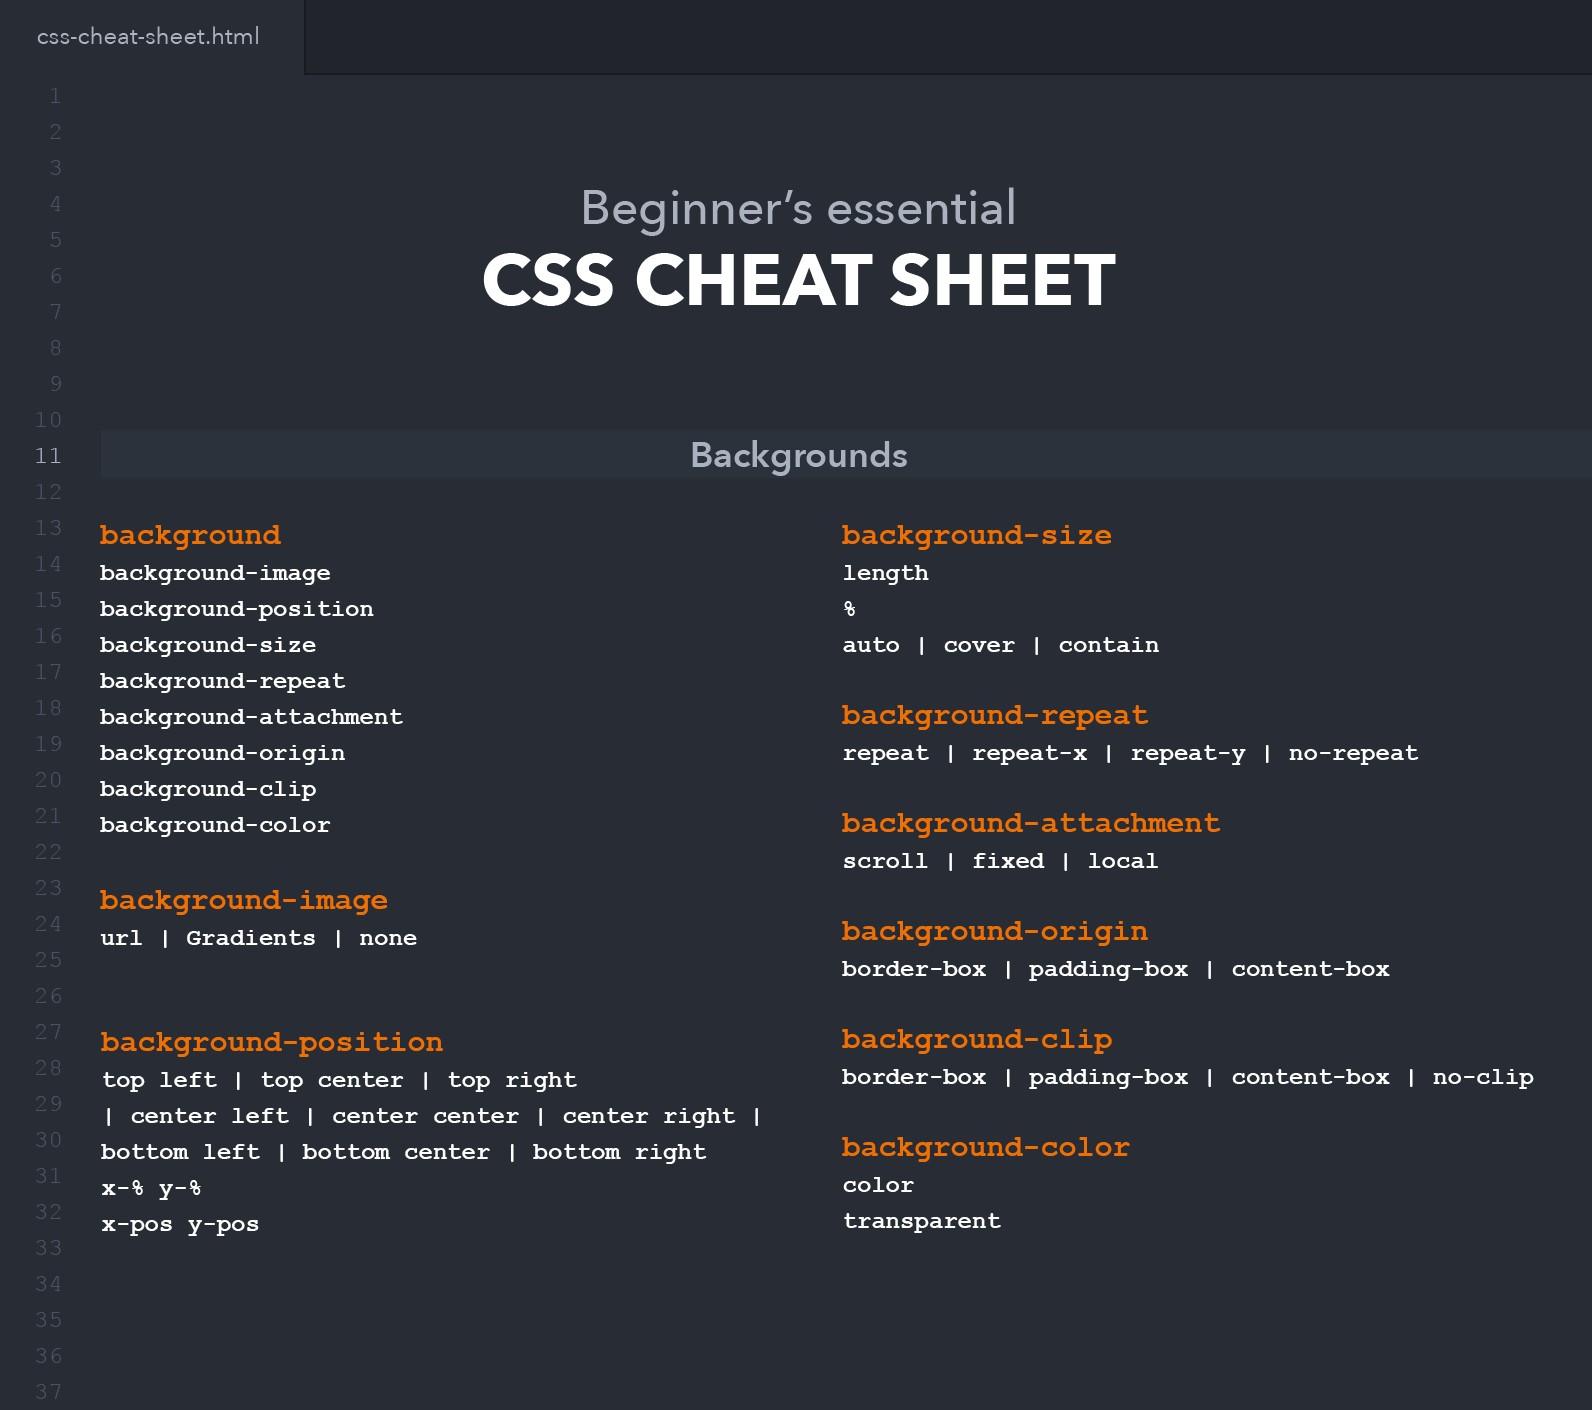 css-cheat-sheet.html
1
2
3
4
5
6
7
8
9
10
11
12
13
14
15
16
17
18
19
20
21
22
23
24
25
26
27
28
29
30
31
32
33
34
35
36
37
Beginner’s essential
CSS CHEAT SHEET
Backgrounds
background
background-image
background-position
background-size
background-repeat
background-attachment
background-origin
background-clip
background-color
background-image
url | Gradients | none
background-position
top left | top center | top right
| center left | center center | center right |
bottom left | bottom center | bottom right
x-% y-%
x-pos y-pos
background-size
length
%
auto | cover | contain
background-repeat
repeat | repeat-x | repeat-y | no-repeat
background-attachment
scroll | fixed | local
background-origin
border-box | padding-box | content-box
background-clip
border-box | padding-box | content-box | no-clip
background-color
color
transparent